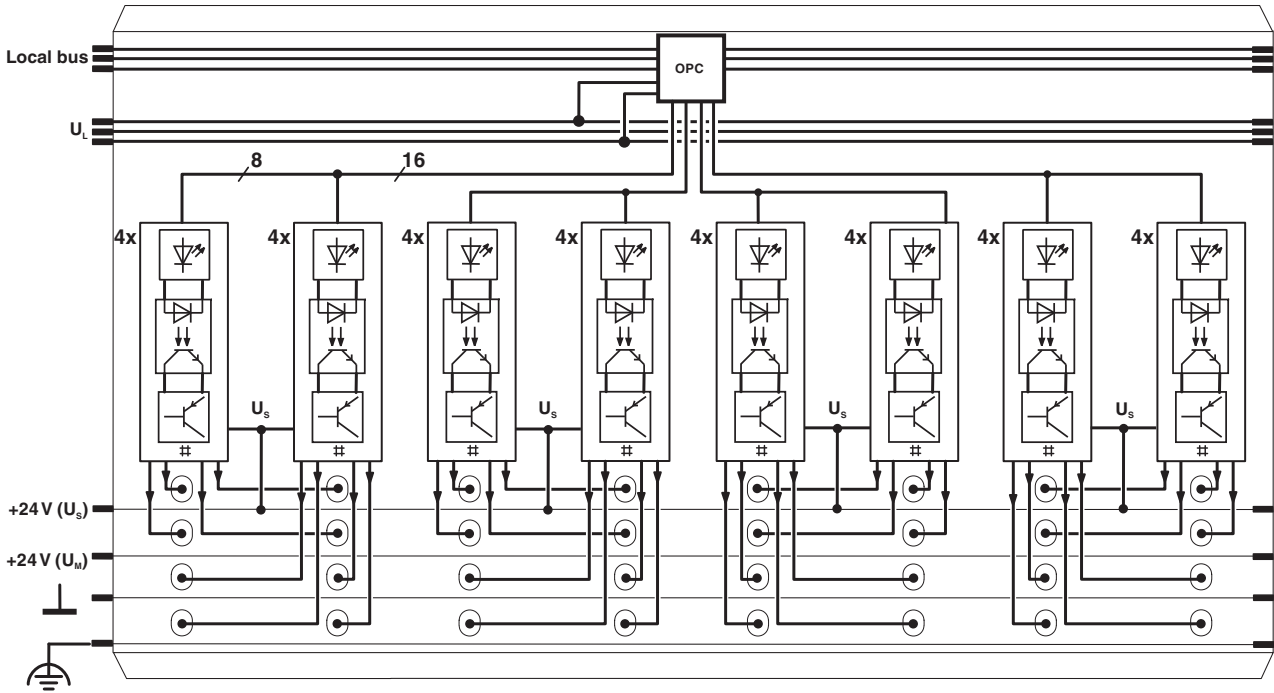 Local bus
OPC
U_L
8
16
4x
4x
4x
4x
4x
4x
4x
4x
U_S
U_S
U_S
U_S
+24 V (U_S)
+24 V (U_M)